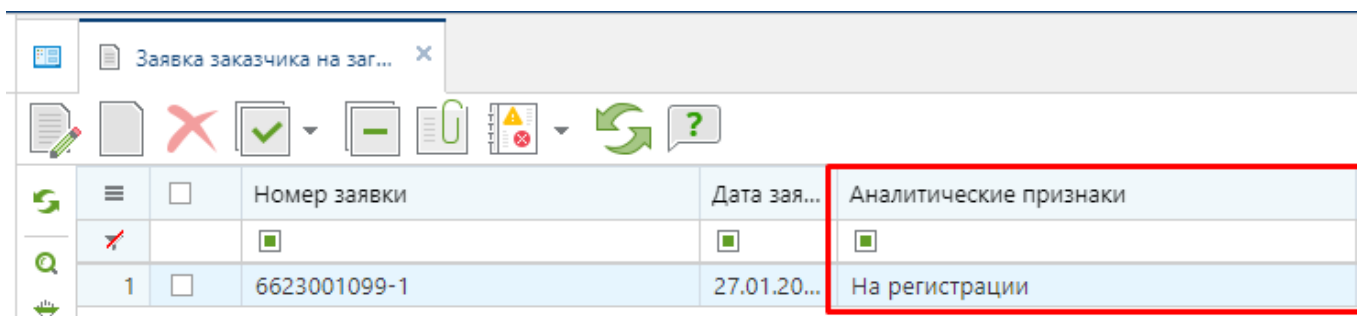 Заявка заказчика на заг...
?
Номер заявки Дата зая... Аналитические признаки
1 6623001099-1 27.01.20... На регистрации